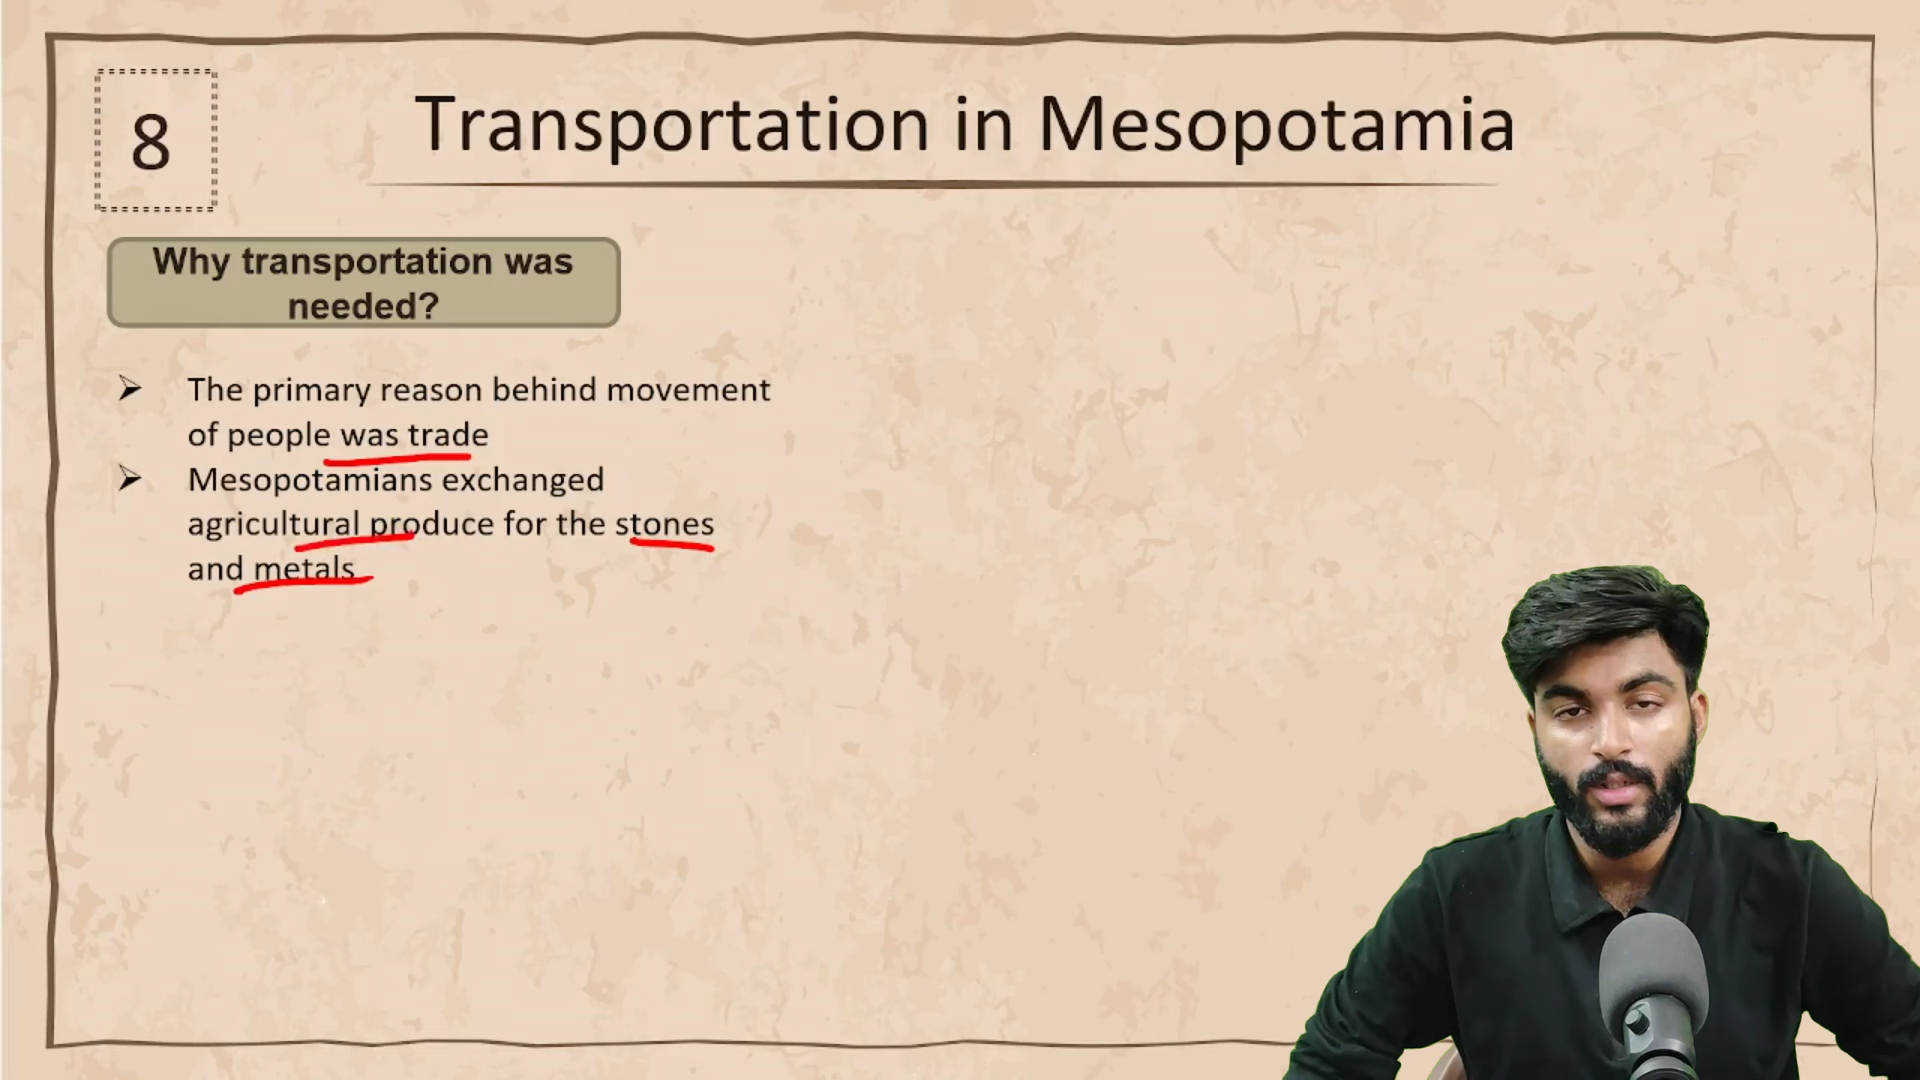 8
Transportation in Mesopotamia
Why transportation was
needed?
➢ The primary reason behind movement
of people was trade
➢ Mesopotamians exchanged
agricultural produce for the stones
and metals